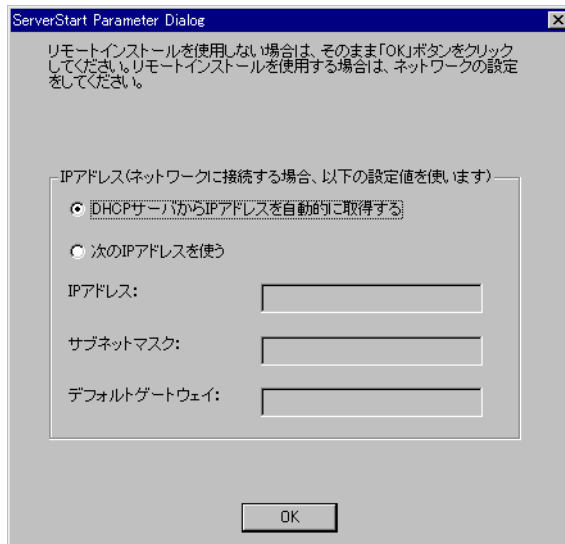 ServerStart Parameter Dialog
リモートインストールを使用しない場合は、そのまま「OK」ボタンをクリック
してください。リモートインストールを使用する場合は、ネットワークの設定
をしてください。
IPアドレス(ネットワークに接続する場合、以下の設定値を使います)
DHCPサーバからIPアドレスを自動的に取得する
次のIPアドレスを使う
IPアドレス:
サブネットマスク:
デフォルトゲートウェイ:
OK